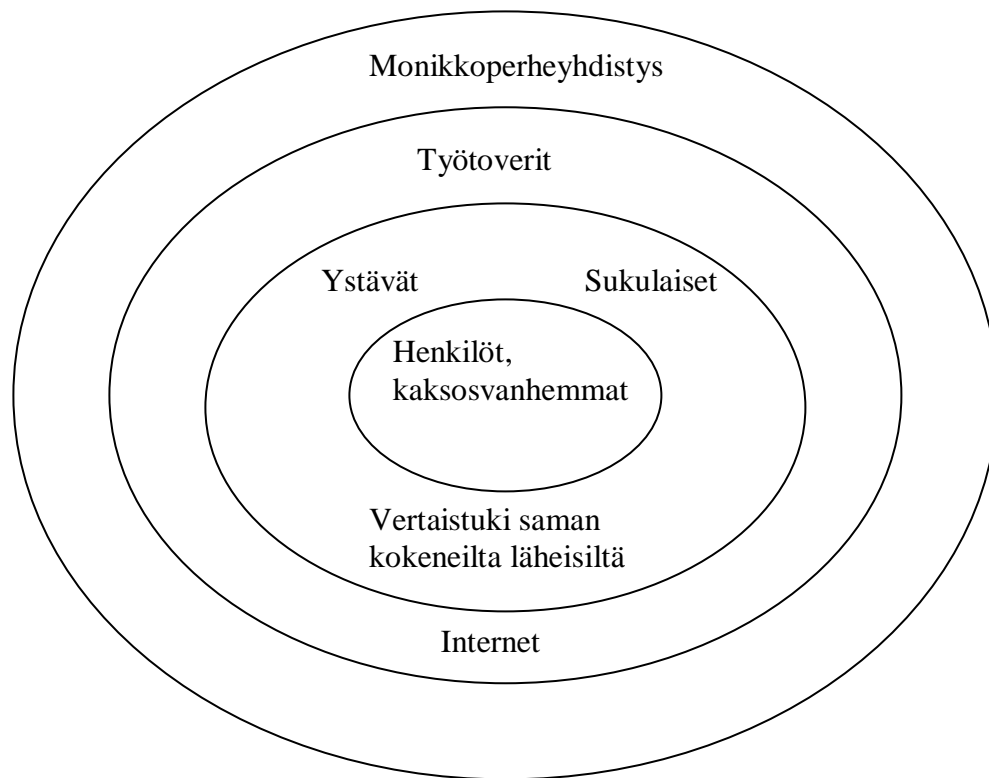 Monikkoperheyhdistys
Työtoverit
Ystävät
Sukulaiset
Henkilöt,
kaksosvanhemmat
Vertaistuki saman
kokeneilta läheisiltä
Internet